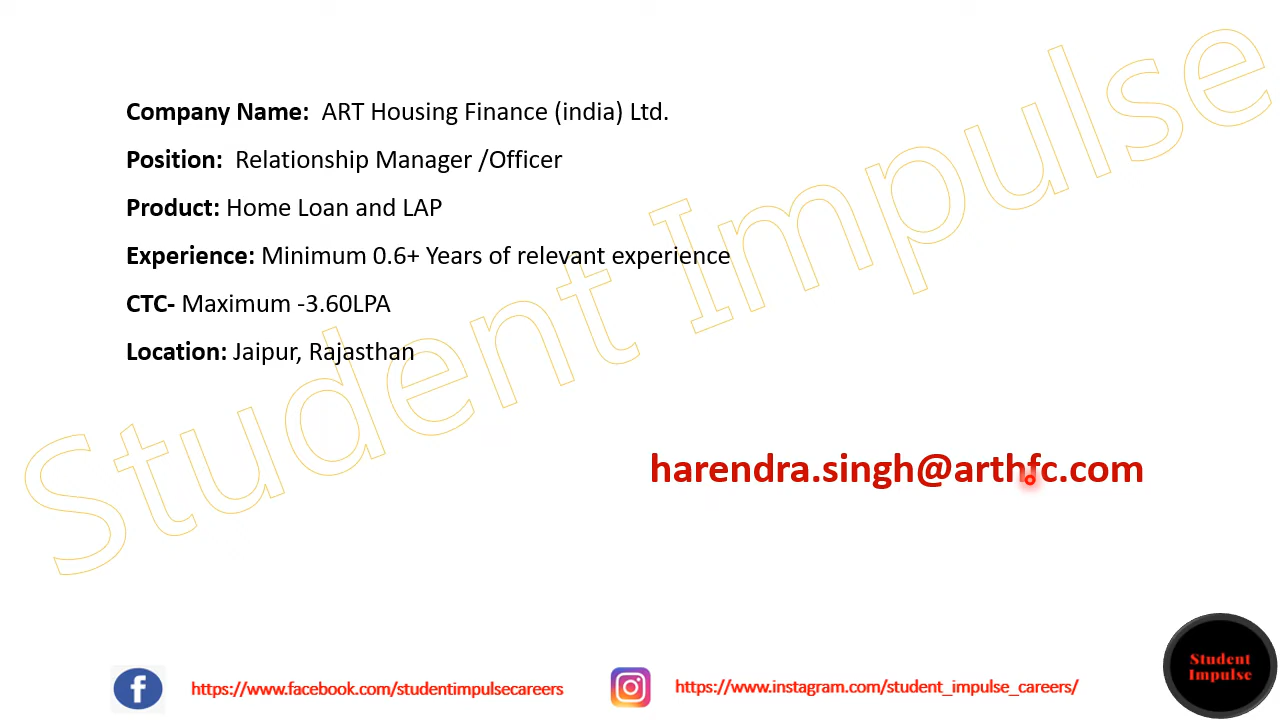 Company Name: ART Housing Finance (india) Ltd.
Position: Relationship Manager /Officer
Product: Home Loan and LAP
Experience: Minimum 0.6+ Years of relevant experience
CTC- Maximum -3.60LPA
Location: Jaipur, Rajasthan
Student Impulse
harendra.singh@arthfc.com
https://www.facebook.com/studentimpulsecareers
https://www.instagram.com/student_impulse_careers/
Student
Impulse